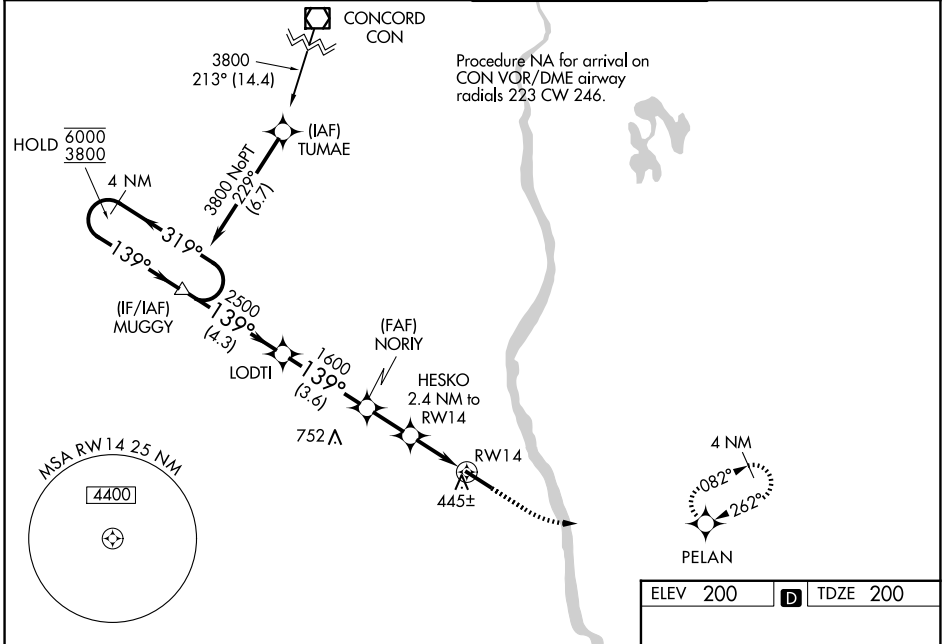 CONCORD
CON
3800
213° (14.4)
Procedure NA for arrival on
CON VOR/DME airway
radials 223 CW 246.
(IAF)
TUMAE
HOLD 6000
3800
4 NM
3800 NoPT
229°
(6.7)
319°
139°
(IF/IAF)
MUGGY
2500
139°
(4.3)
LODTI
1600
139°
(3.6)
(FAF)
NORIY
HESKO
2.4 NM to
RW14
752
RW14
445±
MSA RW14 25 NM
4400
4 NM
082°
262°
PELAN
ELEV 200 D TDZE 200